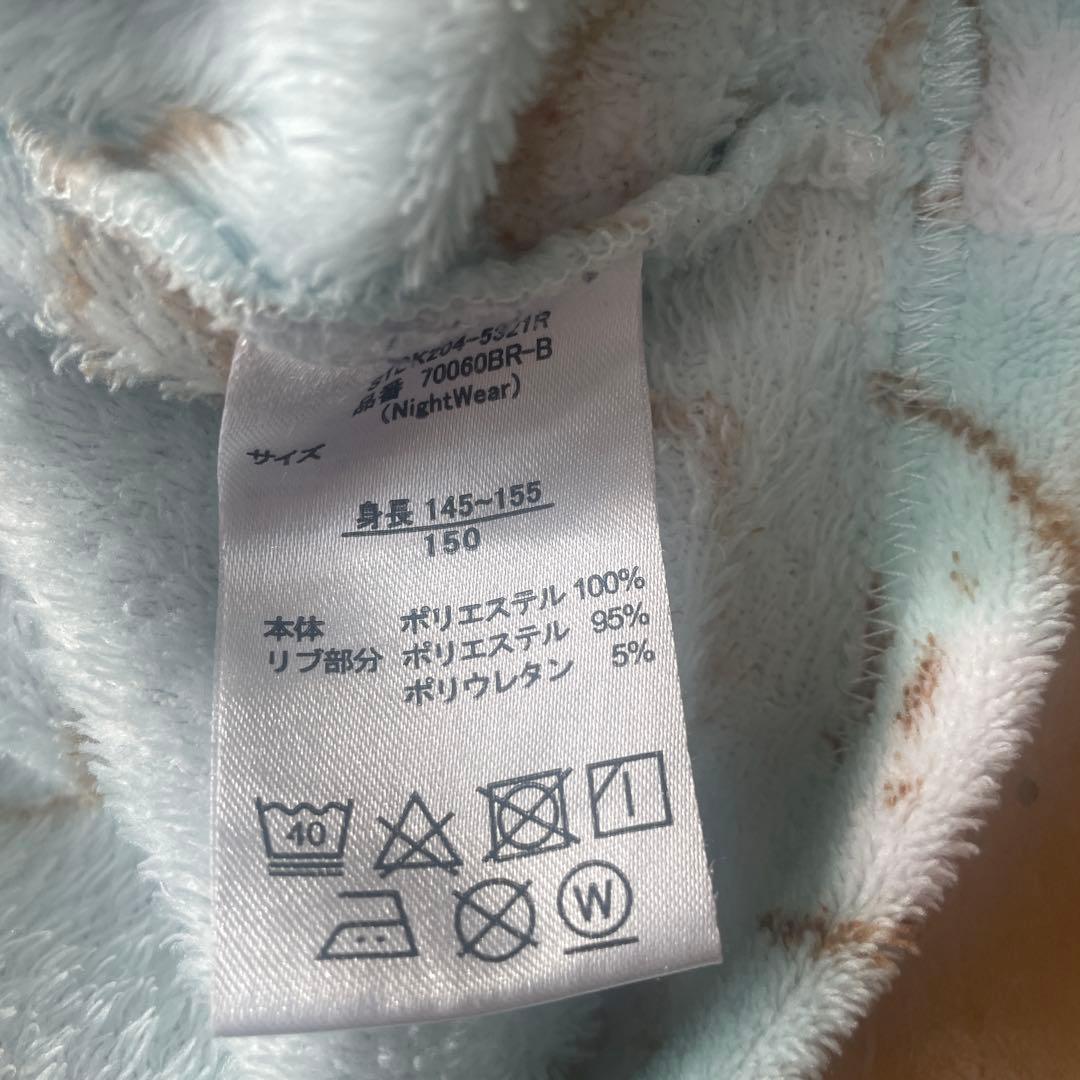 品番 70060BR-B
(NightWear)
サイズ
身長 145~155
150
本体 ポリエステル 100%
リブ部分 ポリエステル 95%
ポリウレタン 5%
40
W